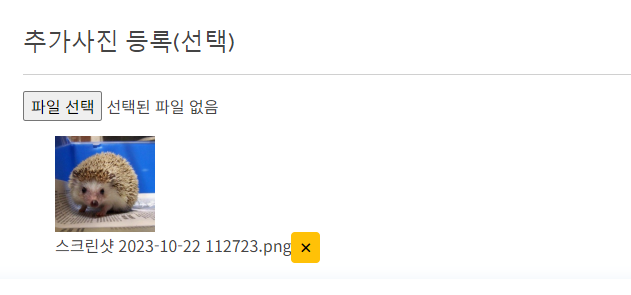 추가사진 등록(선택)
파일 선택 선택된 파일 없음
스크린샷 2023-10-22 112723.png ×